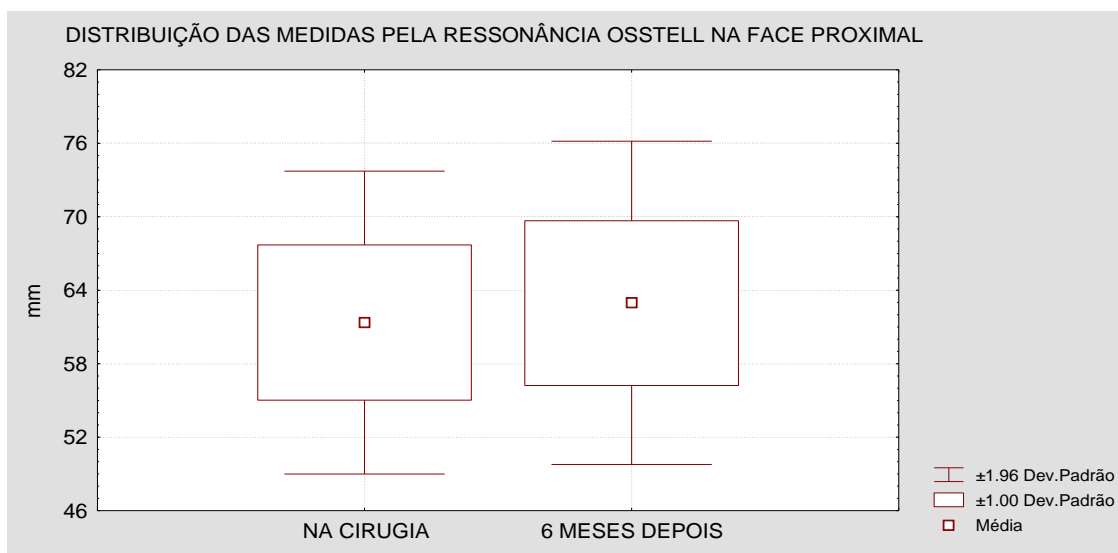 DISTRIBUIÇÃO DAS MEDIDAS PELA RESSONÂNCIA OSSTELL NA FACE PROXIMAL
82
76
70
64
58
52
46
mm
NA CIRUGIA
6 MESES DEPOIS
±1.96 Dev.Padrão
±1.00 Dev.Padrão
Média